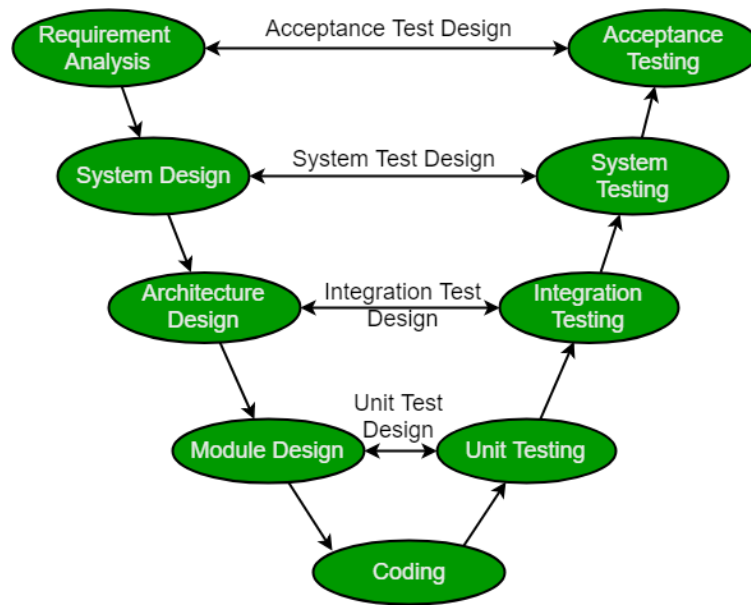 Requirement
Analysis
Acceptance Test Design
Acceptance
Testing
System Design
System Test Design
System
Testing
Architecture
Design
Integration Test
Design
Integration
Testing
Module Design
Unit Test
Design
Unit Testing
Coding